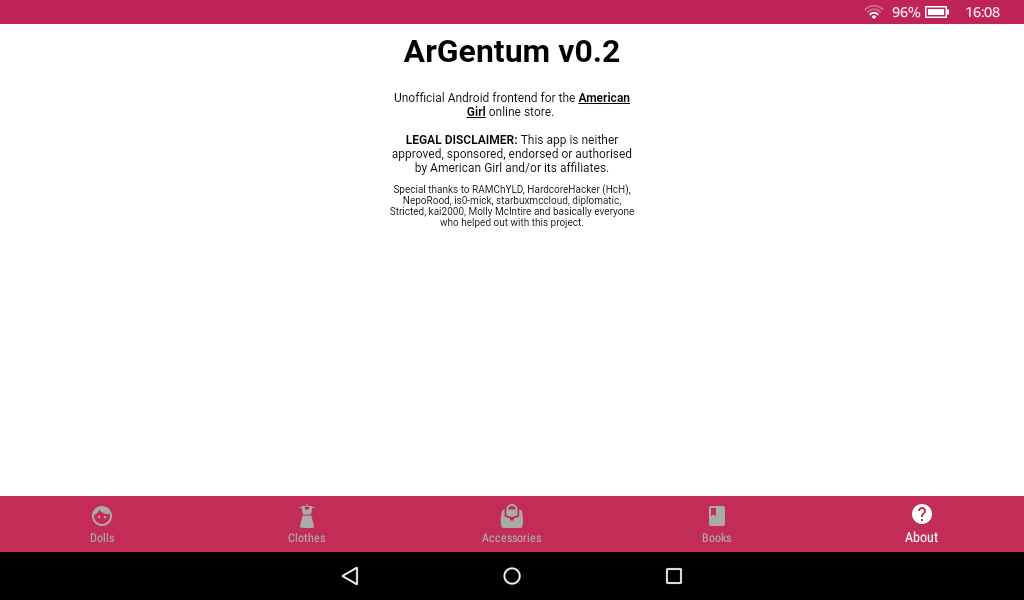 96% 16:08
ArGentum v0.2
Unofficial Android frontend for the American
Girl online store.
LEGAL DISCLAIMER: This app is neither
approved, sponsored, endorsed or authorised
by American Girl and/or its affiliates.
Special thanks to RAMChYLD, HardcoreHacker (HcH),
NepoRood, is0-mick, starbuxmccloud, diplomatic,
Stricted, kai2000, Molly McIntire and basically everyone
who helped out with this project.
Dolls Clothes Accessories Books About